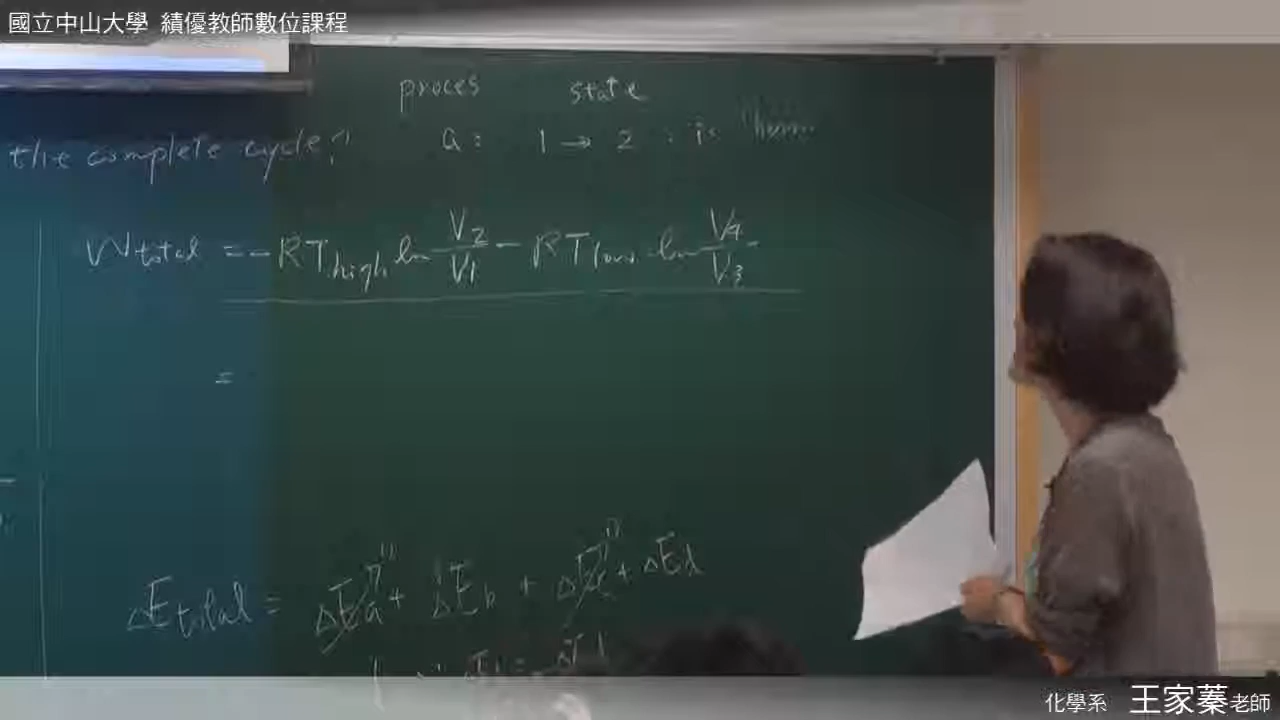 國立中山大學 績優教師數位課程
proces state
the complete cycle?
a: 1 → 2 : is
Wtotal = - RThigh ln V2/V1 - RTlow ln V4/V3
=
ΔEtotal = ΔEa + ΔEb + ΔEc + ΔEd
化學系 王家蓁老師